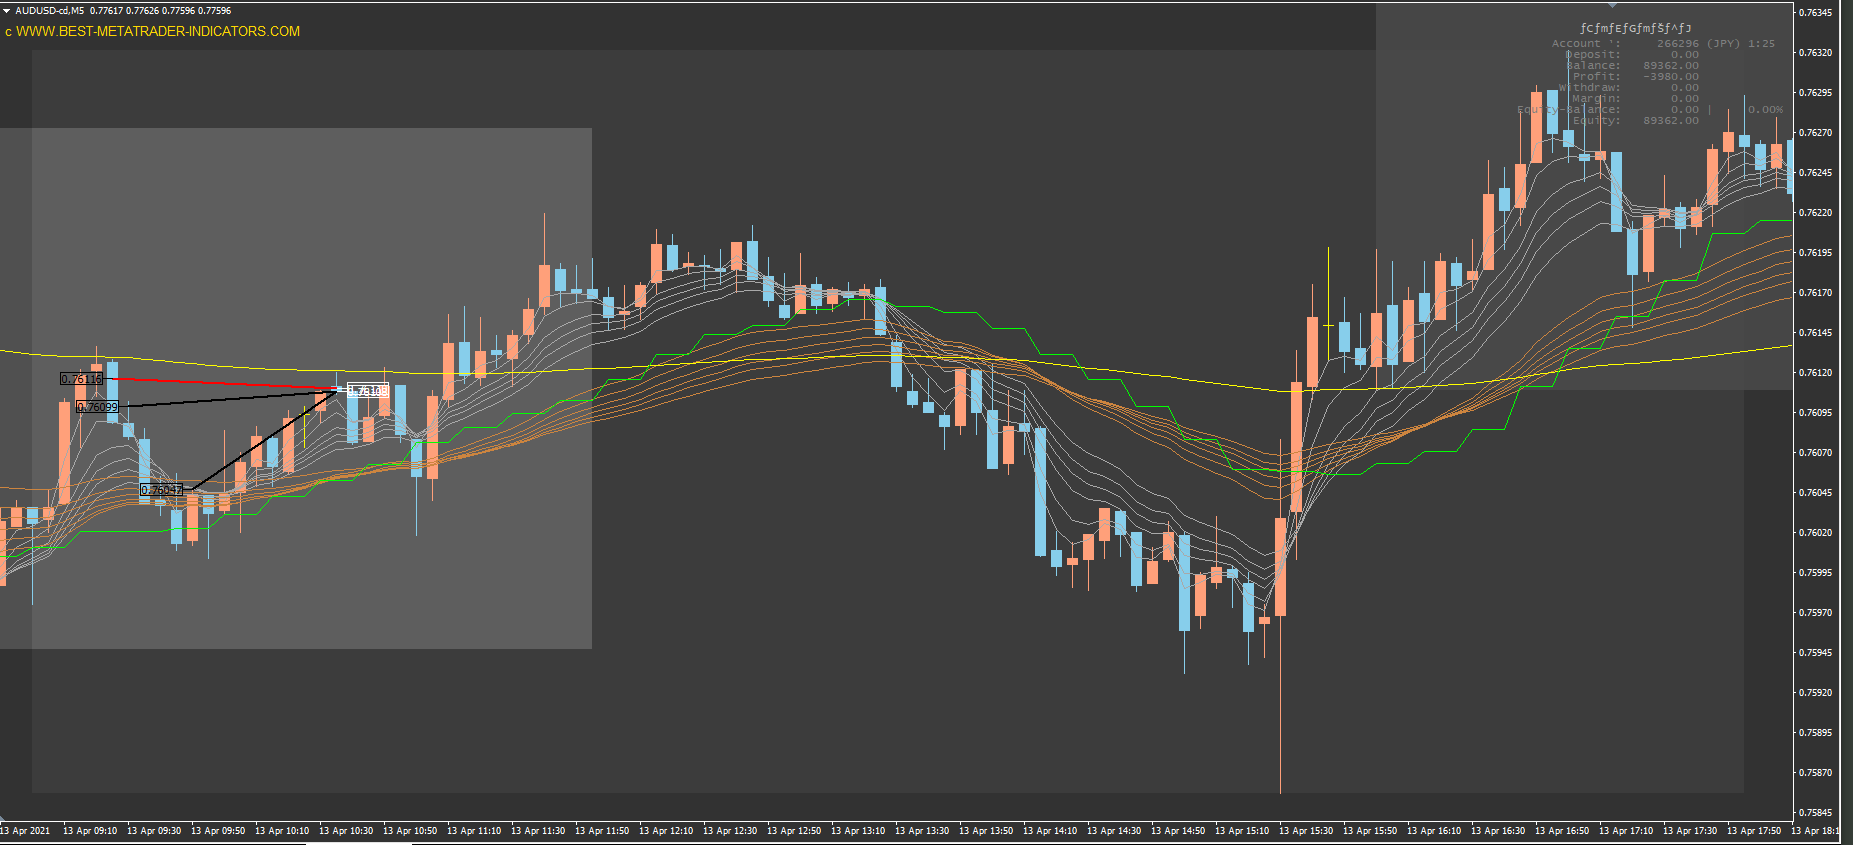 AUDUSD-cd,M5 0.77617 0.77626 0.77596 0.77596
c WWW.BEST-METATRADER-INDICATORS.COM
ƒCƒmƒEƒGƒmƒŠƒ^ƒJ
Account ': 266296 (JPY) 1:25
Deposit: 0.00
Balance: 89362.00
Profit: -3980.00
Withdraw: 0.00
Margin: 0.00
Equity-Balance: 0.00 | 0.00%
Equity: 89362.00
0.76116
0.76099
0.76047
0.76108
0.76345
0.76320
0.76295
0.76270
0.76245
0.76220
0.76195
0.76170
0.76145
0.76120
0.76095
0.76070
0.76045
0.76020
0.75995
0.75970
0.75945
0.75920
0.75895
0.75870
0.75845
13 Apr 2021 13 Apr 09:10 13 Apr 09:30 13 Apr 09:50 13 Apr 10:10 13 Apr 10:30 13 Apr 10:50 13 Apr 11:10 13 Apr 11:30 13 Apr 11:50 13 Apr 12:10 13 Apr 12:30 13 Apr 12:50 13 Apr 13:10 13 Apr 13:30 13 Apr 13:50 13 Apr 14:10 13 Apr 14:30 13 Apr 14:50 13 Apr 15:10 13 Apr 15:30 13 Apr 15:50 13 Apr 16:10 13 Apr 16:30 13 Apr 16:50 13 Apr 17:10 13 Apr 17:30 13 Apr 17:50 13 Apr 18:1